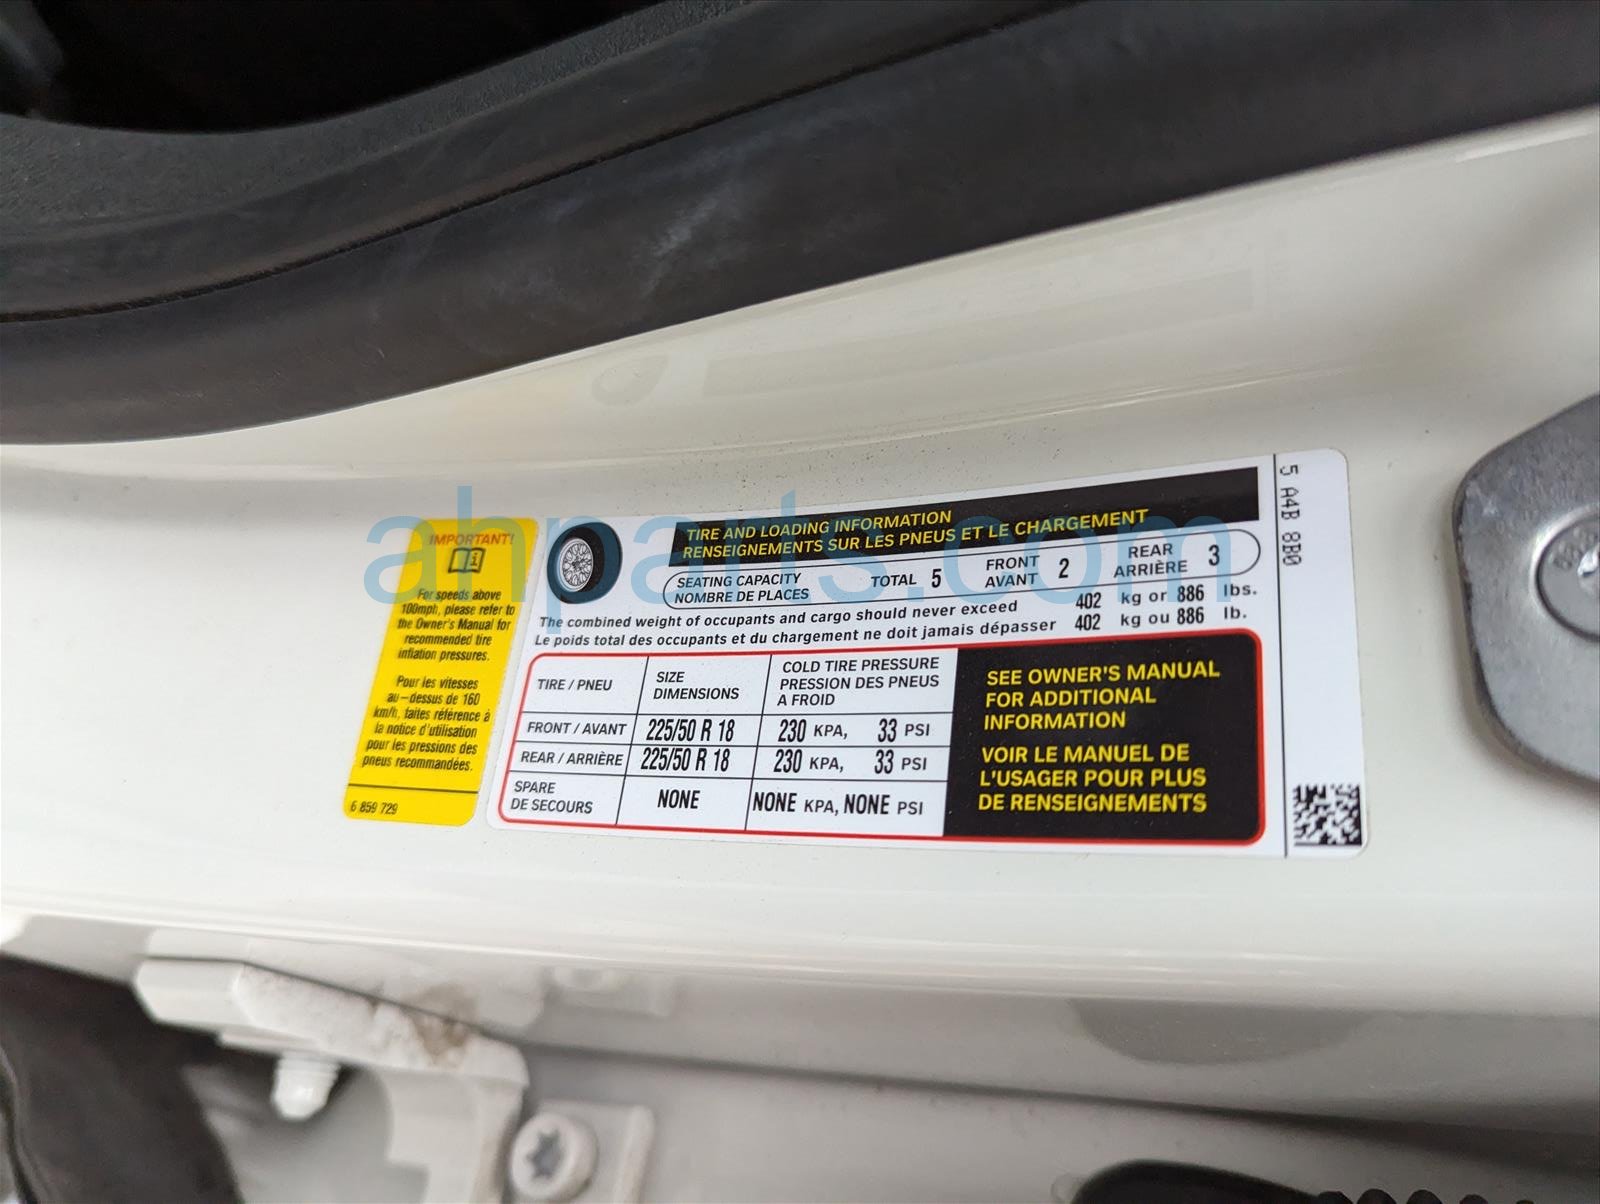 IMPORTANT!
For speeds above
100mph, please refer to
the Owner's Manual for
recommended tire
inflation pressures.
Pour les vitesses
au-dessus de 160
km/h, faites référence à
la notice d'utilisation
pour les pressions des
pneus recommandées.
6 859 729
TIRE AND LOADING INFORMATION
RENSEIGNEMENTS SUR LES PNEUS ET LE CHARGEMENT
SEATING CAPACITY
NOMBRE DE PLACES
TOTAL 5
FRONT
AVANT 2
REAR
ARRIÈRE 3
The combined weight of occupants and cargo should never exceed 402 kg or 886 lbs.
Le poids total des occupants et du chargement ne doit jamais dépasser 402 kg ou 886 lb.
TIRE / PNEU
SIZE
DIMENSIONS
COLD TIRE PRESSURE
PRESSION DES PNEUS
A FROID
FRONT / AVANT 225/50 R 18 230 KPA, 33 PSI
REAR / ARRIÈRE 225/50 R 18 230 KPA, 33 PSI
SPARE
DE SECOURS
NONE NONE KPA, NONE PSI
SEE OWNER'S MANUAL
FOR ADDITIONAL
INFORMATION
VOIR LE MANUEL DE
L'USAGER POUR PLUS
DE RENSEIGNEMENTS
5 A4B 8B0
ahparts.com